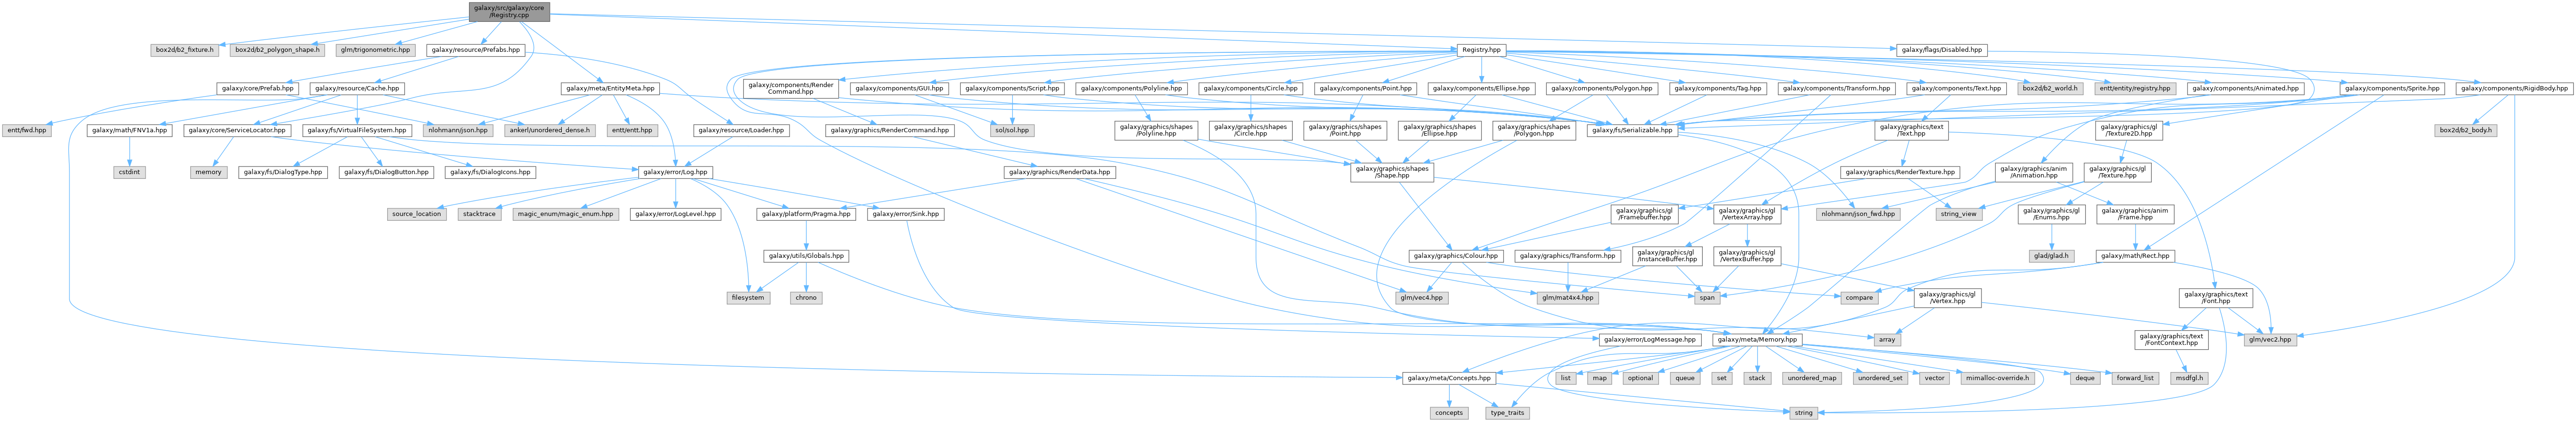 galaxy/src/galaxy/core
/Registry.cpp
box2d/b2_fixture.h
box2d/b2_polygon_shape.h
glm/trigonometric.hpp
galaxy/resource/Prefabs.hpp
Registry.hpp
galaxy/flags/Disabled.hpp
galaxy/core/Prefab.hpp
galaxy/resource/Cache.hpp
galaxy/meta/EntityMeta.hpp
galaxy/components/Render
Command.hpp
galaxy/components/GUI.hpp
galaxy/components/Script.hpp
galaxy/components/Polyline.hpp
galaxy/components/Circle.hpp
galaxy/components/Point.hpp
galaxy/components/Ellipse.hpp
galaxy/components/Polygon.hpp
galaxy/components/Tag.hpp
galaxy/components/Transform.hpp
galaxy/components/Text.hpp
box2d/b2_world.h
entt/entity/registry.hpp
galaxy/components/Animated.hpp
galaxy/components/Sprite.hpp
galaxy/components/RigidBody.hpp
entt/fwd.hpp
galaxy/math/FNV1a.hpp
galaxy/core/ServiceLocator.hpp
galaxy/fs/VirtualFileSystem.hpp
nlohmann/json.hpp
ankerl/unordered_dense.h
entt/entt.hpp
galaxy/resource/Loader.hpp
galaxy/graphics/RenderCommand.hpp
sol/sol.hpp
galaxy/graphics/shapes
/Polyline.hpp
galaxy/graphics/shapes
/Circle.hpp
galaxy/graphics/shapes
/Point.hpp
galaxy/graphics/shapes
/Ellipse.hpp
galaxy/graphics/shapes
/Polygon.hpp
galaxy/fs/Serializable.hpp
galaxy/graphics/text
/Text.hpp
galaxy/graphics/gl
/Texture2D.hpp
box2d/b2_body.h
cstdint
memory
galaxy/fs/DialogType.hpp
galaxy/fs/DialogButton.hpp
galaxy/fs/DialogIcons.hpp
galaxy/error/Log.hpp
galaxy/graphics/RenderData.hpp
galaxy/graphics/shapes
/Shape.hpp
galaxy/graphics/RenderTexture.hpp
galaxy/graphics/anim
/Animation.hpp
galaxy/graphics/gl
/Texture.hpp
source_location
stacktrace
magic_enum/magic_enum.hpp
galaxy/error/LogLevel.hpp
galaxy/platform/Pragma.hpp
galaxy/error/Sink.hpp
galaxy/graphics/gl
/Framebuffer.hpp
galaxy/graphics/gl
/VertexArray.hpp
nlohmann/json_fwd.hpp
string_view
galaxy/graphics/gl
/Enums.hpp
galaxy/graphics/anim
/Frame.hpp
galaxy/utils/Globals.hpp
galaxy/graphics/Colour.hpp
galaxy/graphics/Transform.hpp
galaxy/graphics/gl
/InstanceBuffer.hpp
galaxy/graphics/gl
/VertexBuffer.hpp
glad/glad.h
galaxy/math/Rect.hpp
filesystem
chrono
glm/vec4.hpp
glm/mat4x4.hpp
span
compare
galaxy/graphics/gl
/Vertex.hpp
galaxy/graphics/text
/Font.hpp
galaxy/error/LogMessage.hpp
galaxy/meta/Memory.hpp
array
galaxy/graphics/text
/FontContext.hpp
glm/vec2.hpp
galaxy/meta/Concepts.hpp
list
map
optional
queue
set
stack
unordered_map
unordered_set
vector
mimalloc-override.h
deque
forward_list
msdfgl.h
concepts
type_traits
string